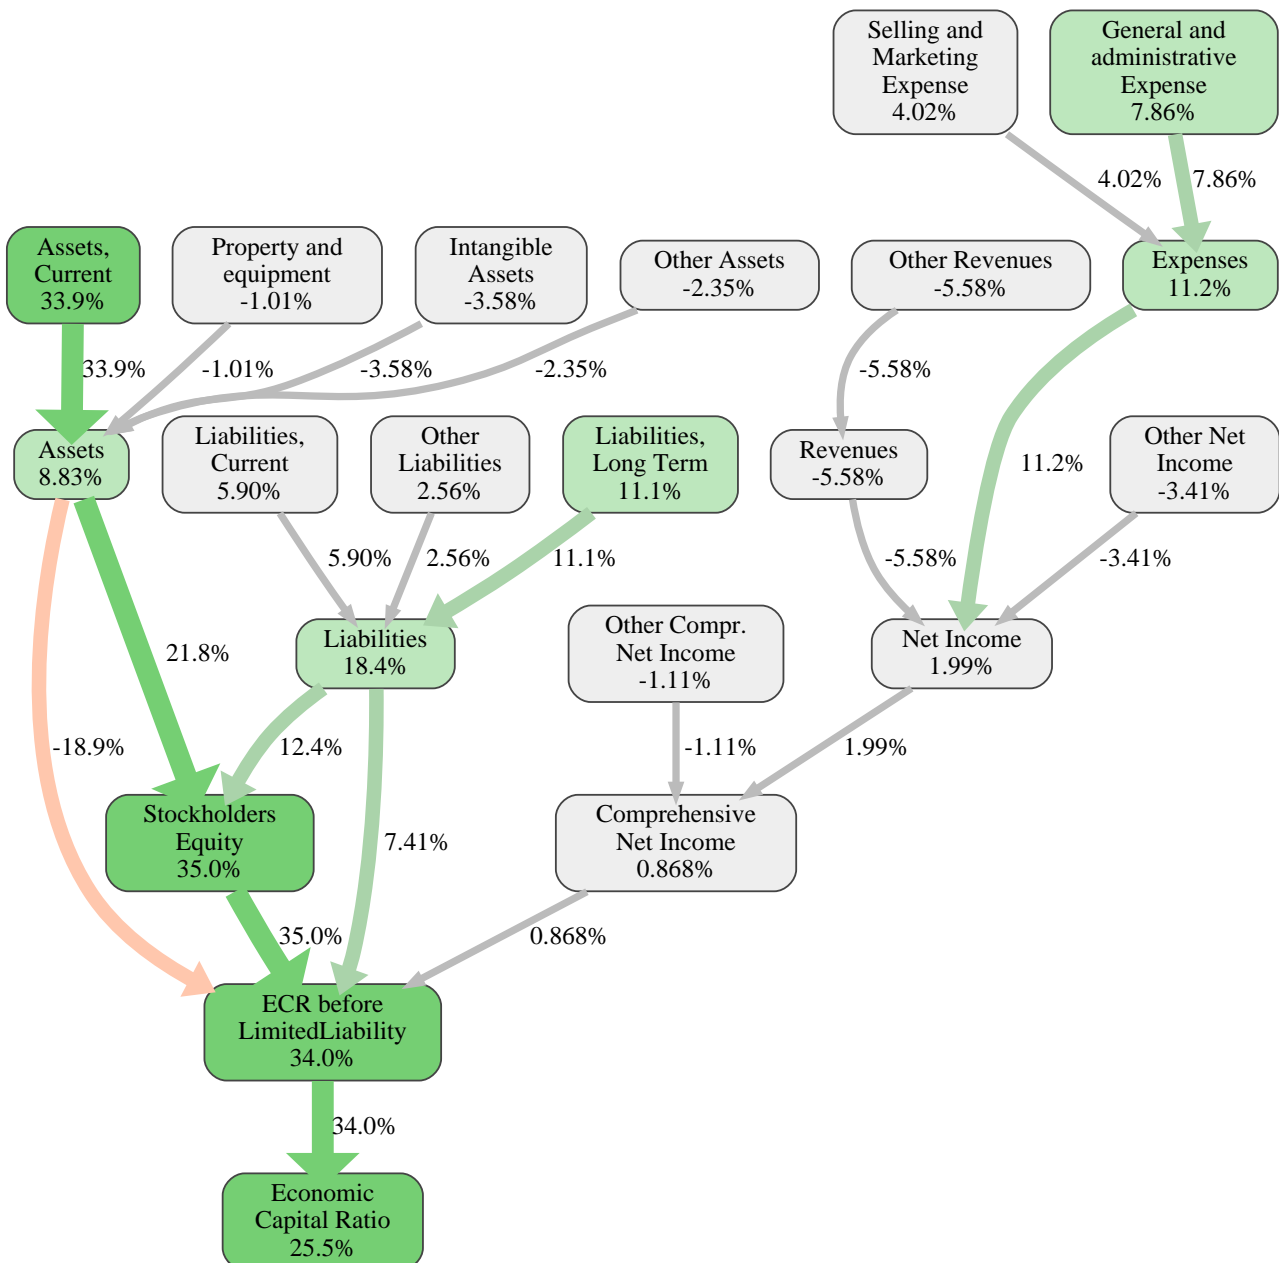 Selling and
Marketing
Expense
4.02%
General and
administrative
Expense
7.86%
4.02%
7.86%
Assets,
Current
33.9%
Property and
equipment
-1.01%
Intangible
Assets
-3.58%
Other Assets
-2.35%
Other Revenues
-5.58%
Expenses
11.2%
33.9%
-1.01%
-3.58%
-2.35%
-5.58%
Assets
8.83%
Liabilities,
Current
5.90%
Other
Liabilities
2.56%
Liabilities,
Long Term
11.1%
Revenues
-5.58%
11.2%
Other Net
Income
-3.41%
5.90%
2.56%
11.1%
-5.58%
-3.41%
21.8%
Liabilities
18.4%
Other Compr.
Net Income
-1.11%
Net Income
1.99%
-18.9%
12.4%
-1.11%
1.99%
Stockholders
Equity
35.0%
7.41%
Comprehensive
Net Income
0.868%
35.0%
0.868%
ECR before
LimitedLiability
34.0%
34.0%
Economic
Capital Ratio
25.5%